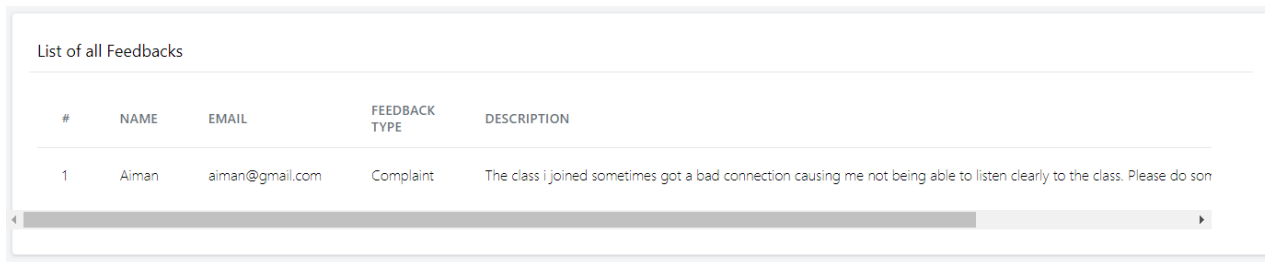 List of all Feedbacks
# NAME EMAIL FEEDBACK TYPE DESCRIPTION
1 Aiman aiman@gmail.com Complaint The class i joined sometimes got a bad connection causing me not being able to listen clearly to the class. Please do som